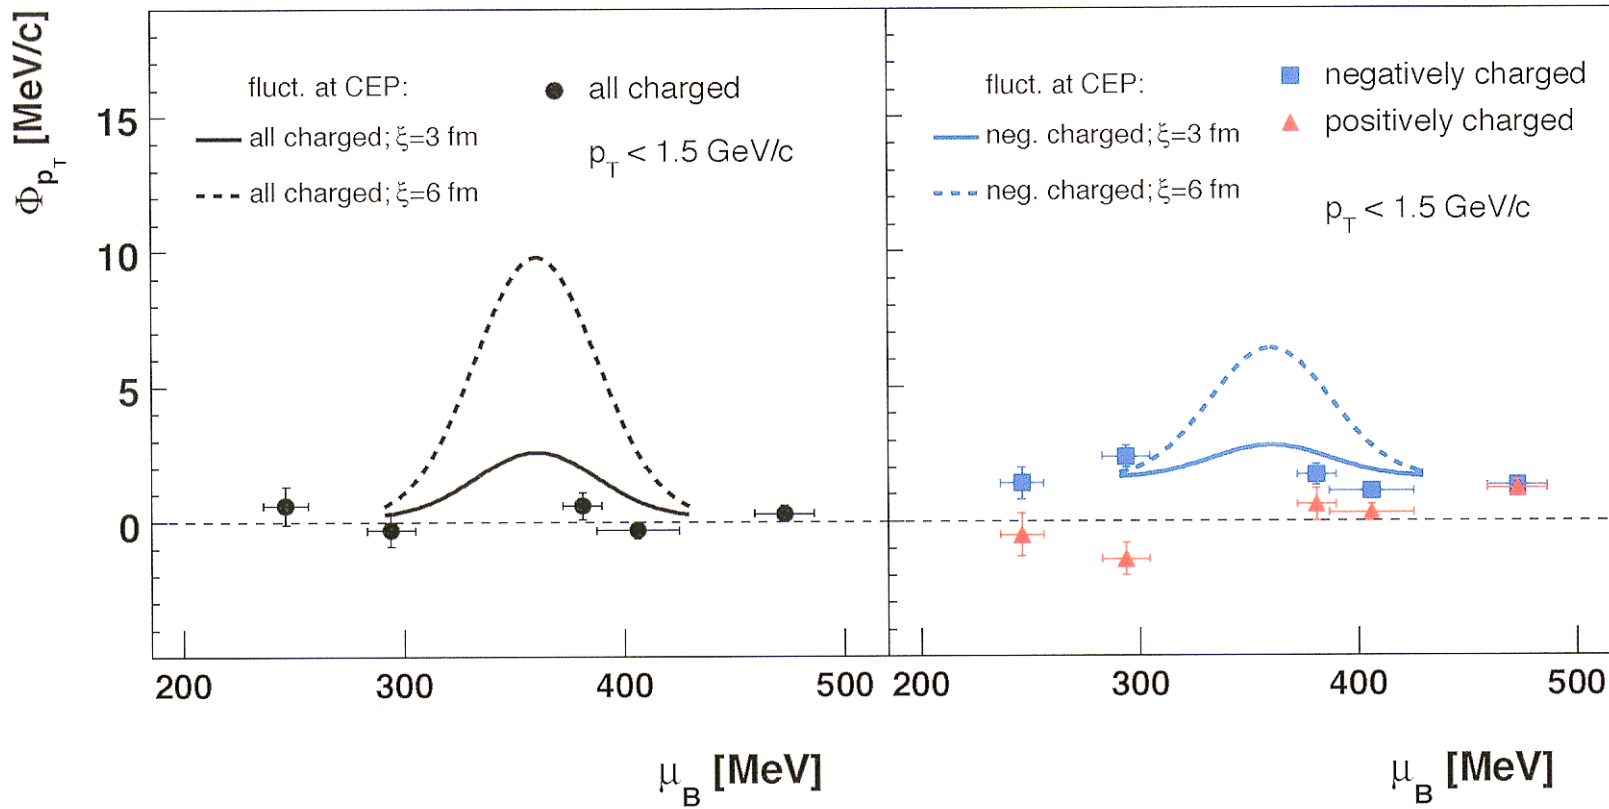 Φ_pT [MeV/c]
15
10
5
0
fluct. at CEP:
all charged; ξ=3 fm
all charged; ξ=6 fm
all charged
p_T < 1.5 GeV/c
200
300
400
500
μ_B [MeV]
fluct. at CEP:
neg. charged; ξ=3 fm
neg. charged; ξ=6 fm
negatively charged
positively charged
p_T < 1.5 GeV/c
200
300
400
500
μ_B [MeV]